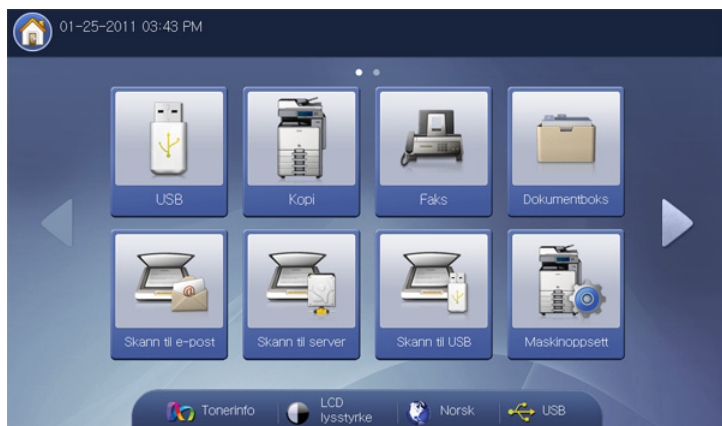 01-25-2011 03:43 PM
USB
Kopi
Faks
Dokumentboks
Skann til e-post
Skann til server
Skann til USB
Maskinoppsett
Tonerinfo
LCD
lysstyrke
Norsk
USB